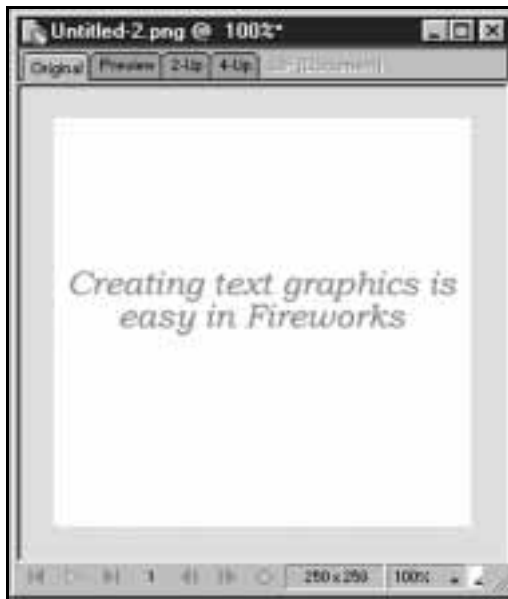 Untitled-2.png @ 100%*
Original Preview 2-Up 4-Up
Creating text graphics is
easy in Fireworks
1 250 x 250 100%